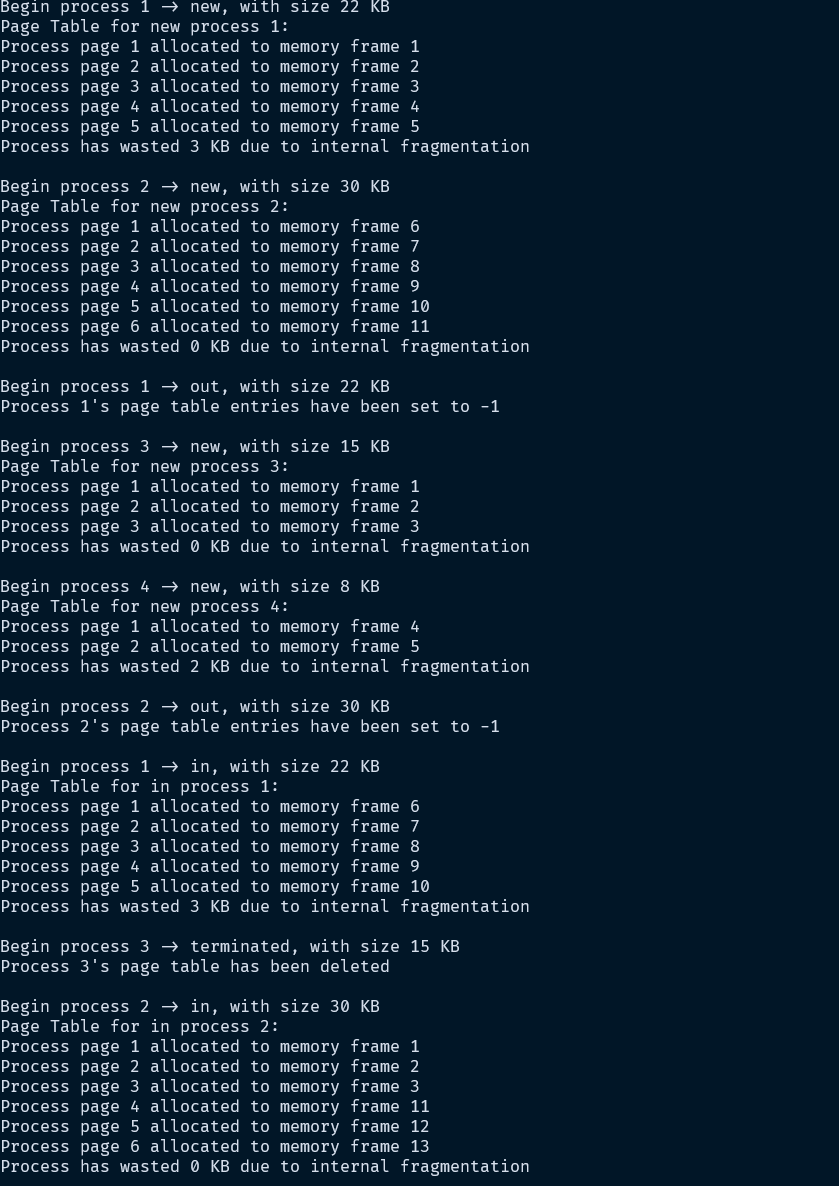 Begin process 1 -> new, with size 22 KB
Page Table for new process 1:
Process page 1 allocated to memory frame 1
Process page 2 allocated to memory frame 2
Process page 3 allocated to memory frame 3
Process page 4 allocated to memory frame 4
Process page 5 allocated to memory frame 5
Process has wasted 3 KB due to internal fragmentation
Begin process 2 -> new, with size 30 KB
Page Table for new process 2:
Process page 1 allocated to memory frame 6
Process page 2 allocated to memory frame 7
Process page 3 allocated to memory frame 8
Process page 4 allocated to memory frame 9
Process page 5 allocated to memory frame 10
Process page 6 allocated to memory frame 11
Process has wasted 0 KB due to internal fragmentation
Begin process 1 -> out, with size 22 KB
Process 1's page table entries have been set to -1
Begin process 3 -> new, with size 15 KB
Page Table for new process 3:
Process page 1 allocated to memory frame 1
Process page 2 allocated to memory frame 2
Process page 3 allocated to memory frame 3
Process has wasted 0 KB due to internal fragmentation
Begin process 4 -> new, with size 8 KB
Page Table for new process 4:
Process page 1 allocated to memory frame 4
Process page 2 allocated to memory frame 5
Process has wasted 2 KB due to internal fragmentation
Begin process 2 -> out, with size 30 KB
Process 2's page table entries have been set to -1
Begin process 1 -> in, with size 22 KB
Page Table for in process 1:
Process page 1 allocated to memory frame 6
Process page 2 allocated to memory frame 7
Process page 3 allocated to memory frame 8
Process page 4 allocated to memory frame 9
Process page 5 allocated to memory frame 10
Process has wasted 3 KB due to internal fragmentation
Begin process 3 -> terminated, with size 15 KB
Process 3's page table has been deleted
Begin process 2 -> in, with size 30 KB
Page Table for in process 2:
Process page 1 allocated to memory frame 1
Process page 2 allocated to memory frame 2
Process page 3 allocated to memory frame 3
Process page 4 allocated to memory frame 11
Process page 5 allocated to memory frame 12
Process page 6 allocated to memory frame 13
Process has wasted 0 KB due to internal fragmentation